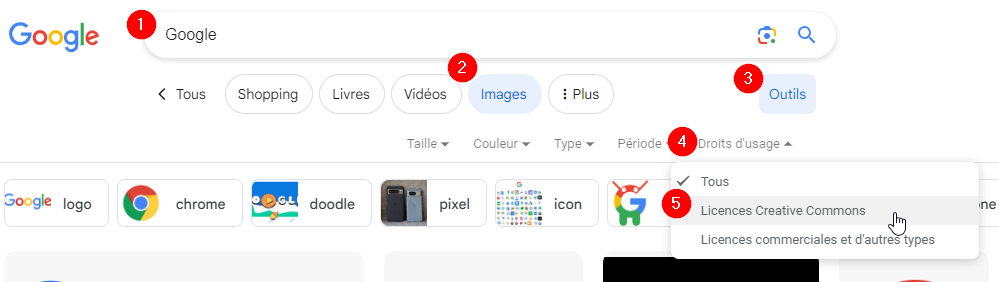 1
Google Google
2
3
Tous Shopping Livres Vidéos Images Plus Outils
4
Taille Couleur Type Période Droits d'usage
Tous
5
Google logo chrome doodle pixel icon
Licences Creative Commons
Licences commerciales et d'autres types